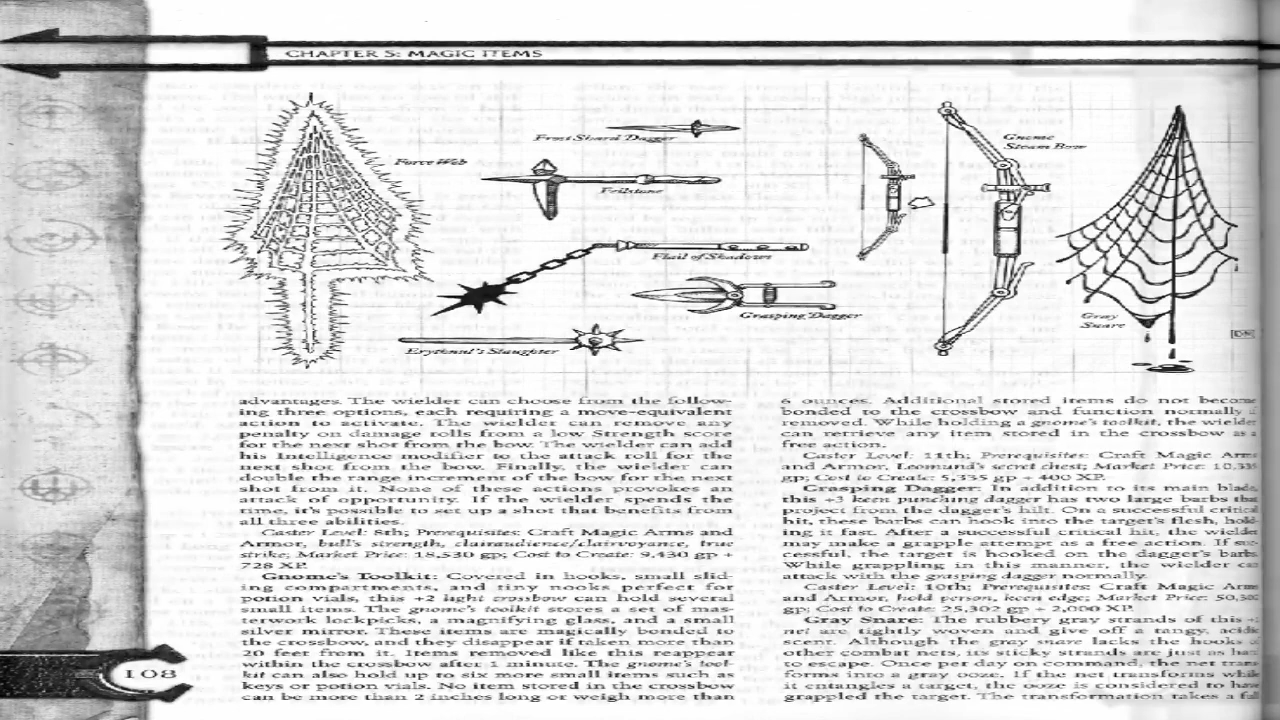 CHAPTER 5: MAGIC ITEMS
Force Web
Frost Shard Dagger
Feilstone
Flail of Shadows
Grasping Dagger
Erythnul's Slaughter
Gnome
Steam Bow
Gray
Snare
advantages. The wielder can choose from the follow-
ing three options, each requiring a move-equivalent
action to activate. The wielder can remove any
penalty on damage rolls from a low Strength score
for the next shot from the bow. The wielder can add
his Intelligence modifier to the attack roll for the
next shot from the bow. Finally, the wielder can
double the range increment of the bow for the next
shot from it. None of these actions provokes an
attack of opportunity. If the wielder spends the
time, it's possible to set up a shot that benefits from
all three abilities.
Caster Level: 8th; Prerequisites: Craft Magic Arms and
Armor, bull's strength, clairaudience/clairvoyance, true
strike; Market Price: 18,530 gp; Cost to Create: 9,430 gp +
728 XP.
Gnome's Toolkit: Covered in hooks, small slid-
ing compartments, and tiny nooks perfect for
potion vials, this +2 light crossbow can hold several
small items. The gnome's toolkit stores a set of mas-
terwork lockpicks, a magnifying glass, and a small
silver mirror. These items are magically bonded to
the crossbow, and they disappear if taken more than
20 feet from it. Items removed like this reappear
within the crossbow after 1 minute. The gnome's tool-
kit can also hold up to six more small items such as
keys or potion vials. No item stored in the crossbow
can be more than 2 inches long or weigh more than
6 ounces. Additional stored items do not become
bonded to the crossbow and function normally if
removed. While holding a gnome's toolkit, the wielder
can retrieve any item stored in the crossbow as a
free action.
Caster Level: 11th; Prerequisites: Craft Magic Arms
and Armor, Leomund's secret chest; Market Price: 10,335
gp; Cost to Create: 5,335 gp + 400 XP.
Grasping Dagger: In addition to its main blade,
this +3 keen punching dagger has two large barbs that
project from the dagger's hilt. On a successful critical
hit, these barbs can hook into the target's flesh, hold-
ing it fast. After a successful critical hit, the wielder
may make a grapple attempt as a free action. If suc-
cessful, the target is hooked on the dagger's barbs.
While grappling in this manner, the wielder can
attack with the grasping dagger normally.
Caster Level: 10th; Prerequisites: Craft Magic Arms
and Armor, hold person, keen edge; Market Price: 50,302
gp; Cost to Create: 25,302 gp + 2,000 XP.
Gray Snare: The rubbery gray strands of this
net are tightly woven and give off a tangy, acidic
scent. Although the gray snare lacks the hooks of
other combat nets, its sticky strands are just as hard
to escape. Once per day on command, the net trans-
forms into a gray ooze. If the net transforms while
it entangles a target, the ooze is considered to have
grappled the target. The transformation takes a full
108